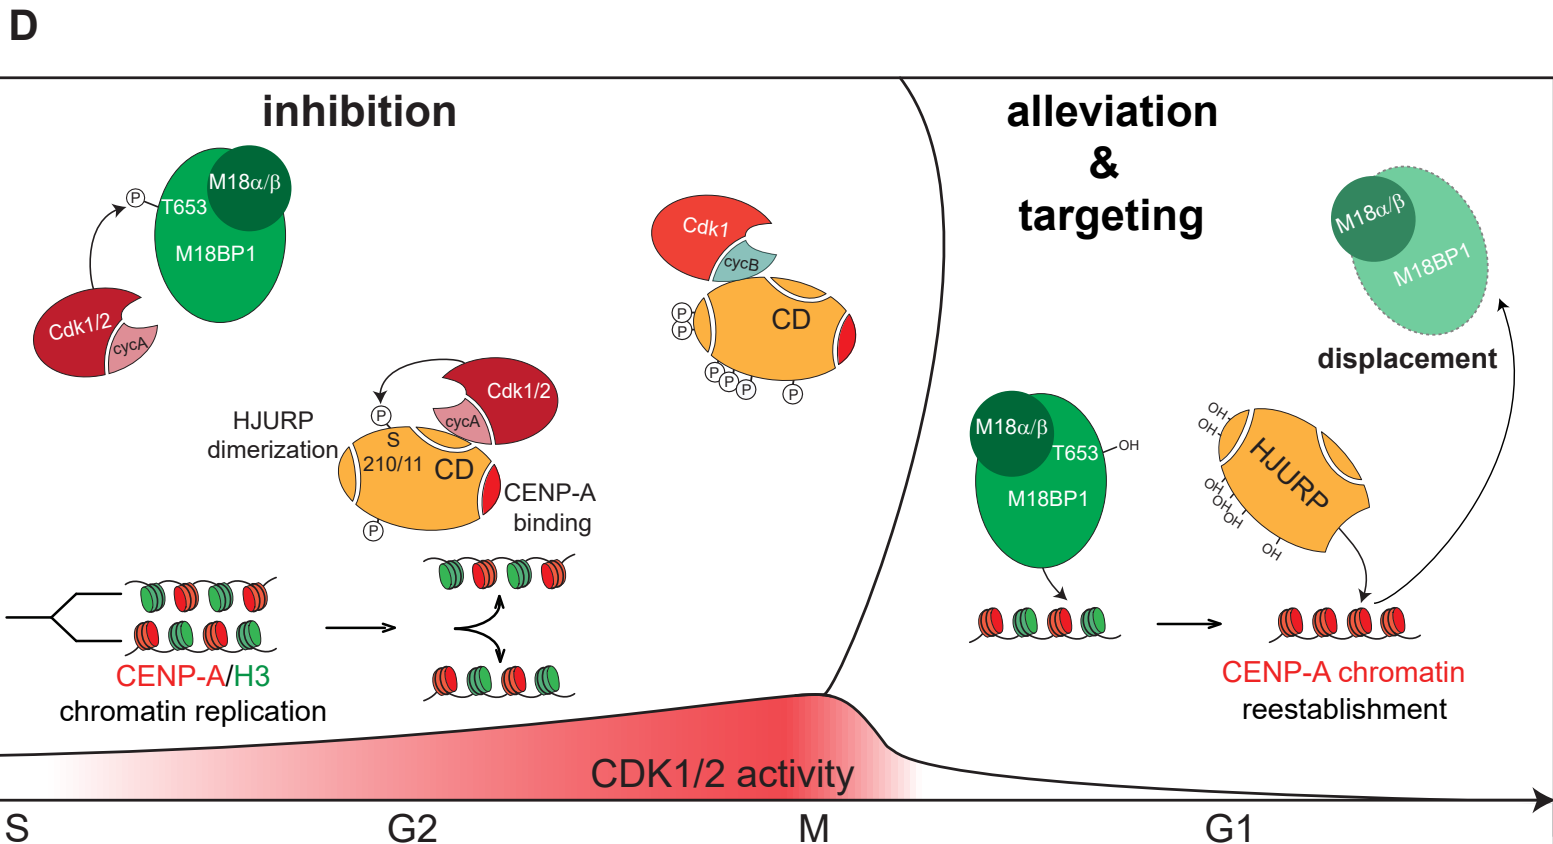 D
inhibition
alleviation
&
targeting
P
T653
M18α/β
M18BP1
Cdk1/2
cycA
Cdk1
cycB
CD
P
P
P
P
P
P
M18α/β
M18BP1
displacement
HJURP
dimerization
P
S
210/11
CD
cycA
Cdk1/2
P
CENP-A
binding
M18α/β
T653
OH
M18BP1
OH
OH
HJURP
OH
OH
OH
OH
CENP-A/H3
chromatin replication
CENP-A chromatin
reestablishment
CDK1/2 activity
S
G2
M
G1